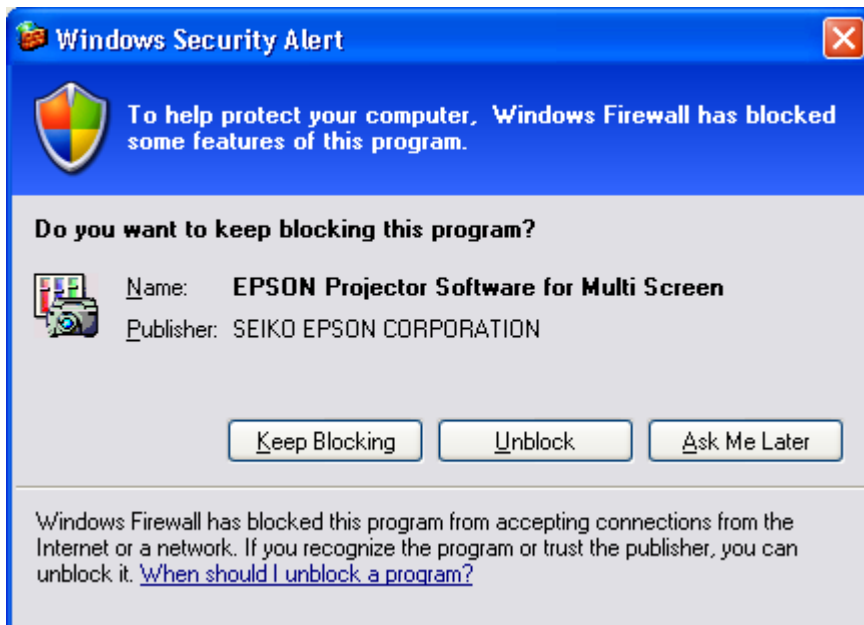 Windows Security Alert
To help protect your computer, Windows Firewall has blocked
some features of this program.
Do you want to keep blocking this program?
Name: EPSON Projector Software for Multi Screen
Publisher: SEIKO EPSON CORPORATION
Keep Blocking Unblock Ask Me Later
Windows Firewall has blocked this program from accepting connections from the
Internet or a network. If you recognize the program or trust the publisher, you can
unblock it. When should I unblock a program?